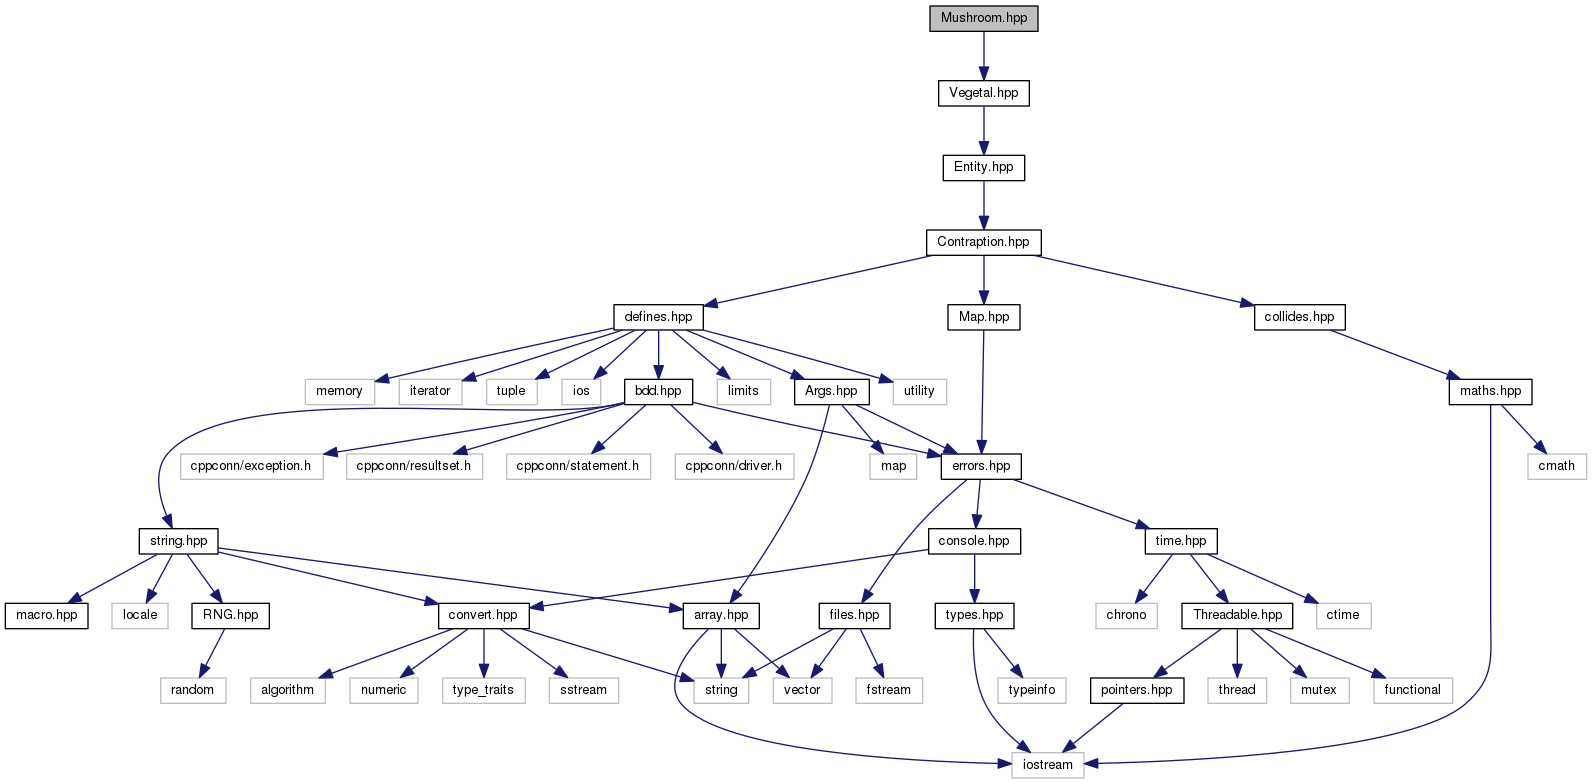 Mushroom.hpp
Vegetal.hpp
Entity.hpp
Contraption.hpp
defines.hpp
Map.hpp
collides.hpp
memory
iterator
tuple
ios
bdd.hpp
limits
Args.hpp
utility
maths.hpp
cppconn/exception.h
cppconn/resultset.h
cppconn/statement.h
cppconn/driver.h
map
errors.hpp
cmath
string.hpp
console.hpp
time.hpp
macro.hpp
locale
RNG.hpp
convert.hpp
array.hpp
files.hpp
types.hpp
chrono
Threadable.hpp
ctime
random
algorithm
numeric
type_traits
sstream
string
vector
fstream
typeinfo
pointers.hpp
thread
mutex
functional
iostream